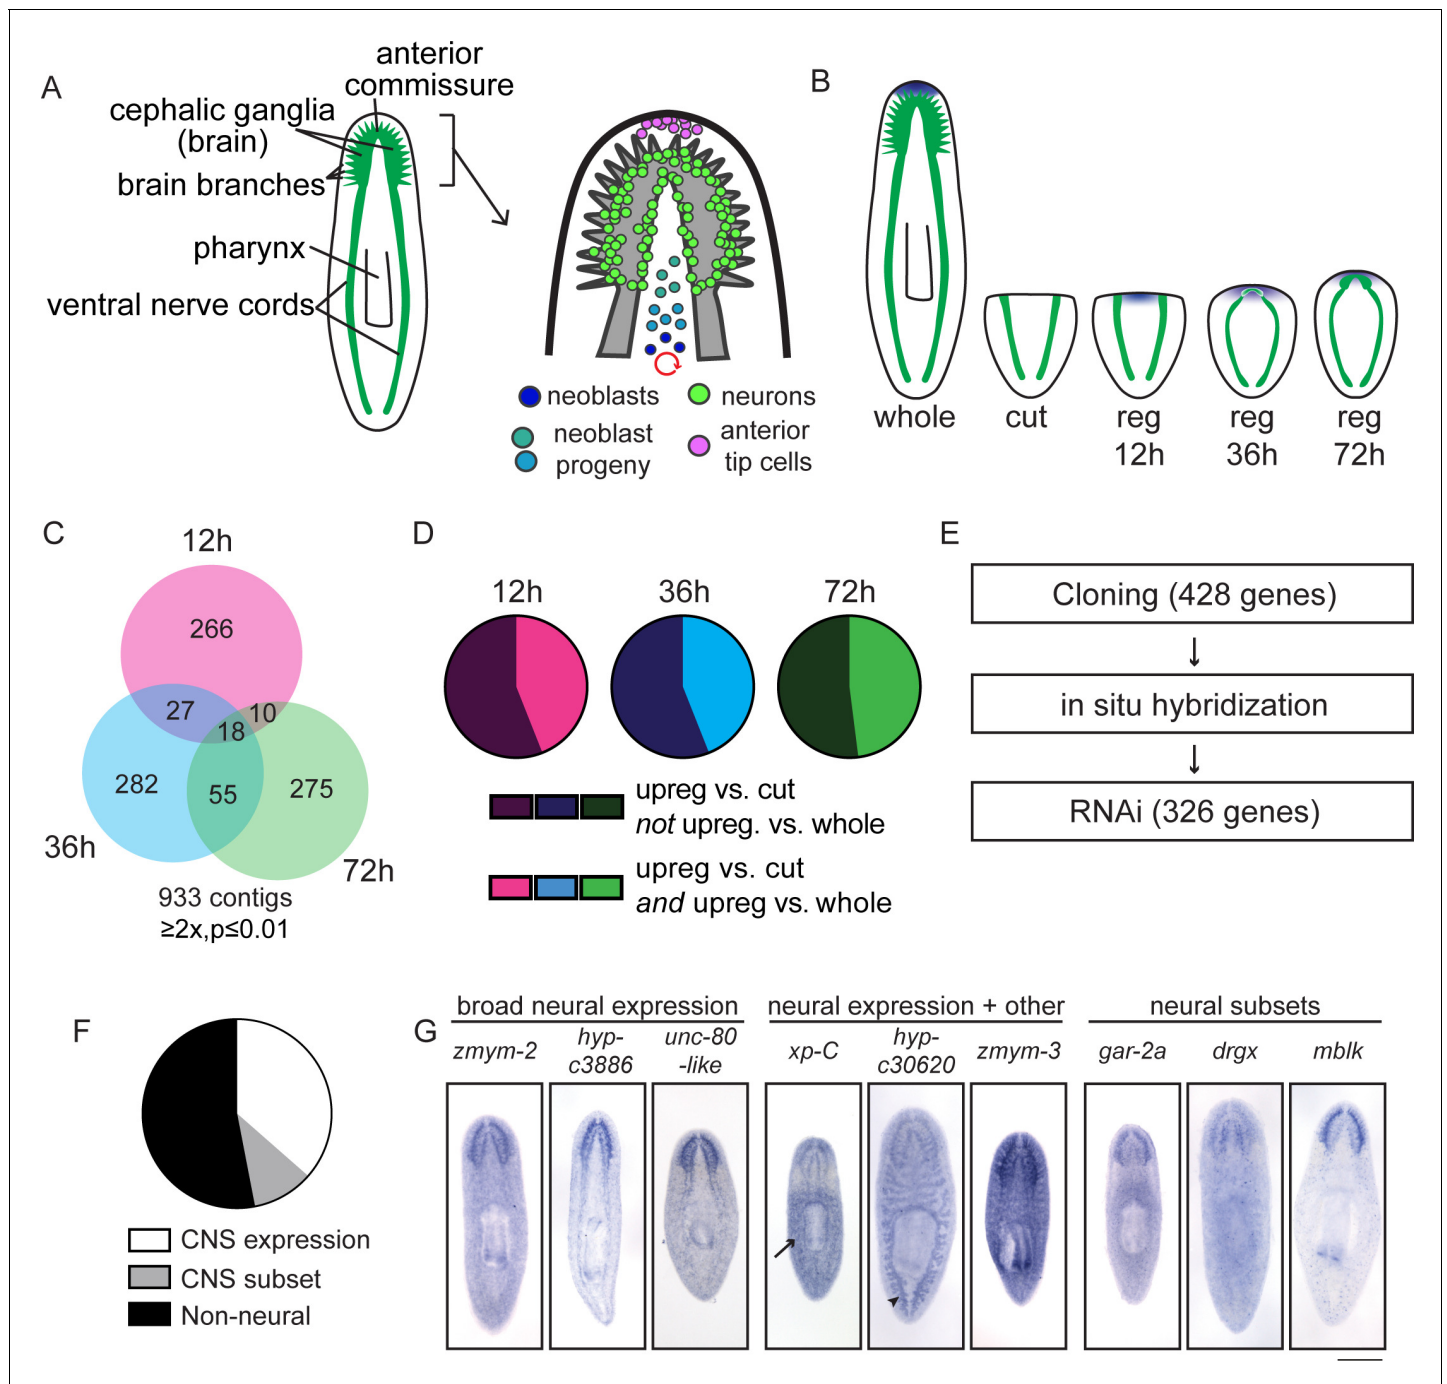 A
anterior
commissure
cephalic ganglia
(brain)
brain branches
pharynx
ventral nerve cords
neoblasts
neurons
neoblast
progeny
anterior
tip cells
B
whole
cut
reg
12h
reg
36h
reg
72h
C
12h
266
27
10
18
282
55
275
36h
72h
933 contigs
≥2x,p≤0.01
D
12h
36h
72h
upreg vs. cut
not upreg. vs. whole
upreg vs. cut
and upreg vs. whole
E
Cloning (428 genes)
in situ hybridization
RNAi (326 genes)
F
CNS expression
CNS subset
Non-neural
G
broad neural expression
neural expression + other
neural subsets
zmym-2
hyp-
c3886
unc-80
-like
xp-C
hyp-
c30620
zmym-3
gar-2a
drgx
mblk